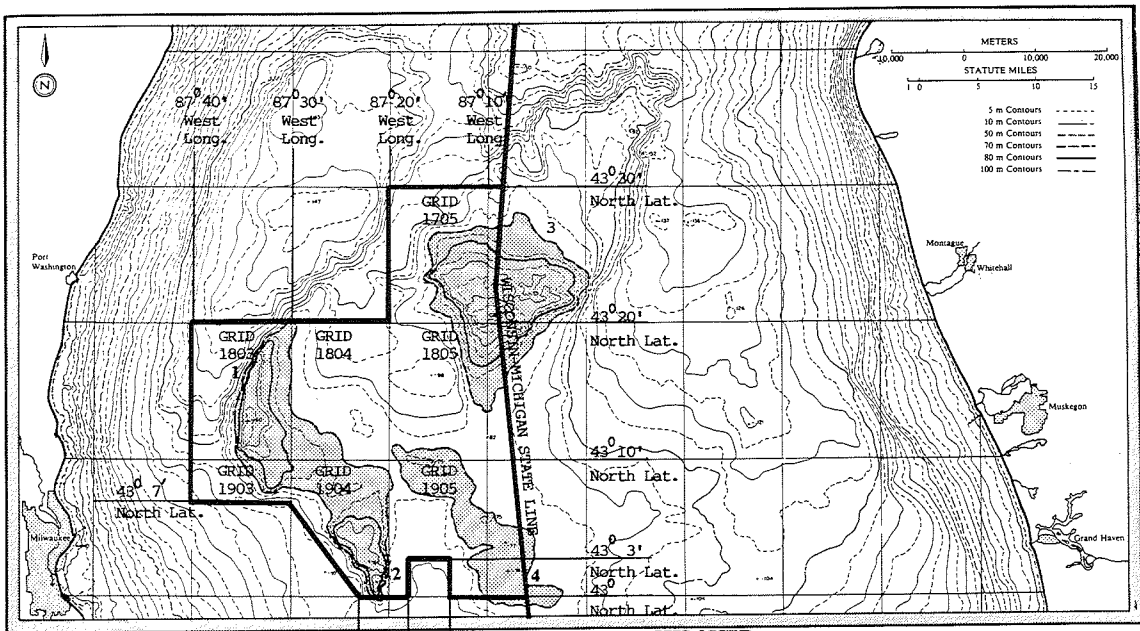 N
METERS
10,000 0 10,000 20,000
STATUTE MILES
1 0 5 10 15
5 m Contours
10 m Contours
50 m Contours
70 m Contours
80 m Contours
100 m Contours
87° 40' 87° 30' 87° 20' 87° 10'
West West West West
Long. Long. Long. Long.
43° 30'
North Lat.
GRID
1705
3
Port
Washington
Montague
Whitehall
WISCONSIN-MICHIGAN STATE LINE
43° 20'
North Lat.
GRID GRID GRID
1803 1804 1805
1
Muskegon
43° 10'
North Lat.
GRID GRID GRID
1903 1904 1905
43° 7'
North Lat.
Milwaukee
Grand Haven
43° 3'
North Lat.
2
4
43°
North Lat.